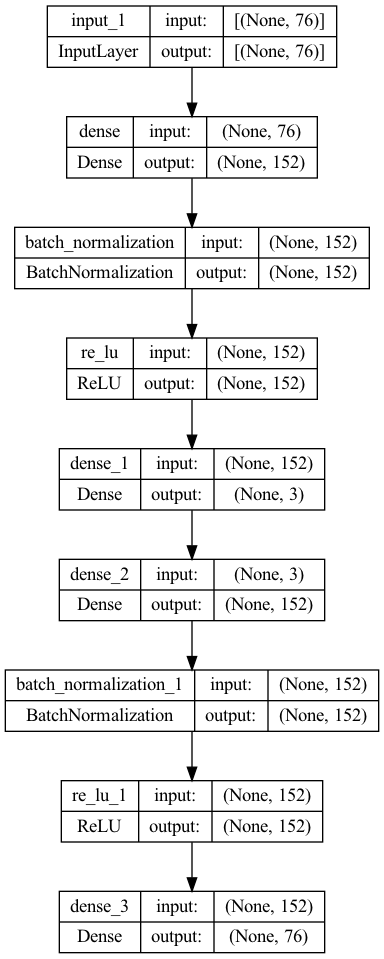 input_1 input: [(None, 76)]
InputLayer output: [(None, 76)]
dense input: (None, 76)
Dense output: (None, 152)
batch_normalization input: (None, 152)
BatchNormalization output: (None, 152)
re_lu input: (None, 152)
ReLU output: (None, 152)
dense_1 input: (None, 152)
Dense output: (None, 3)
dense_2 input: (None, 3)
Dense output: (None, 152)
batch_normalization_1 input: (None, 152)
BatchNormalization output: (None, 152)
re_lu_1 input: (None, 152)
ReLU output: (None, 152)
dense_3 input: (None, 152)
Dense output: (None, 76)